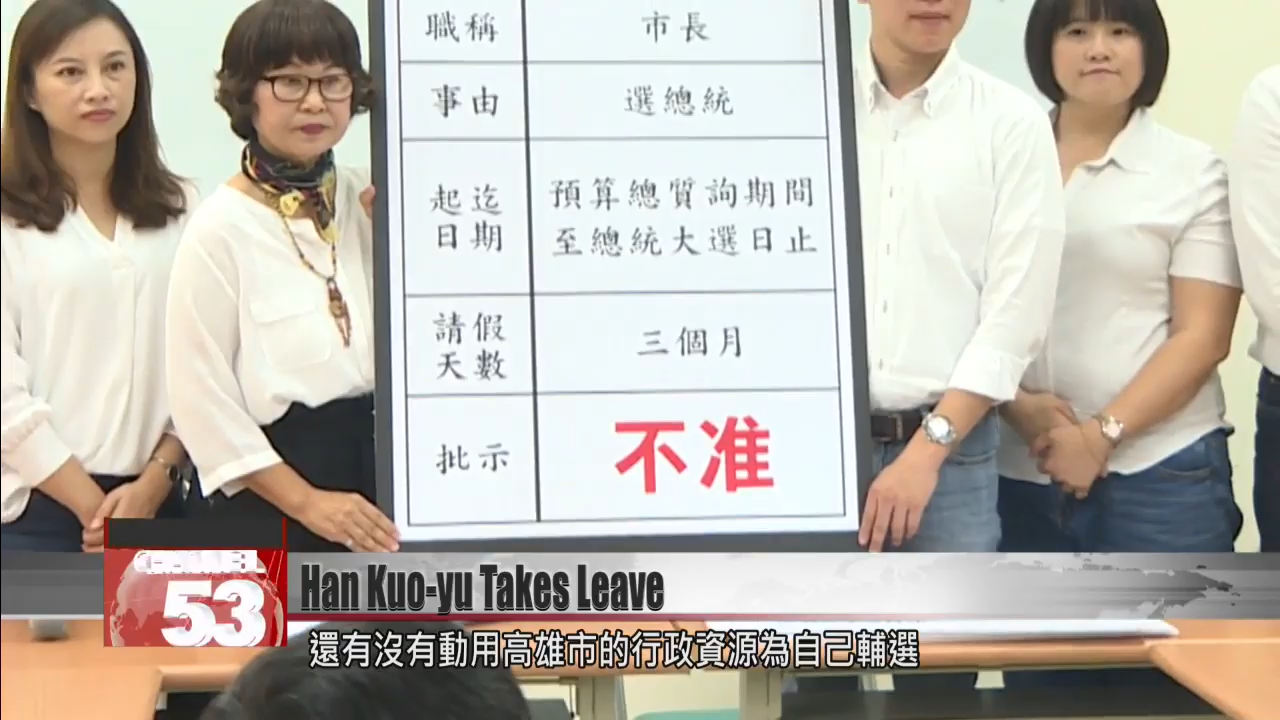 職稱 市長
事由 選總統
起迄
日期
預算總質詢期間
至總統大選日止
請假
天數
三個月
批示 不准
CHANNEL
53
Han Kuo-yu Takes Leave
還有沒有動用高雄市的行政資源為自己輔選